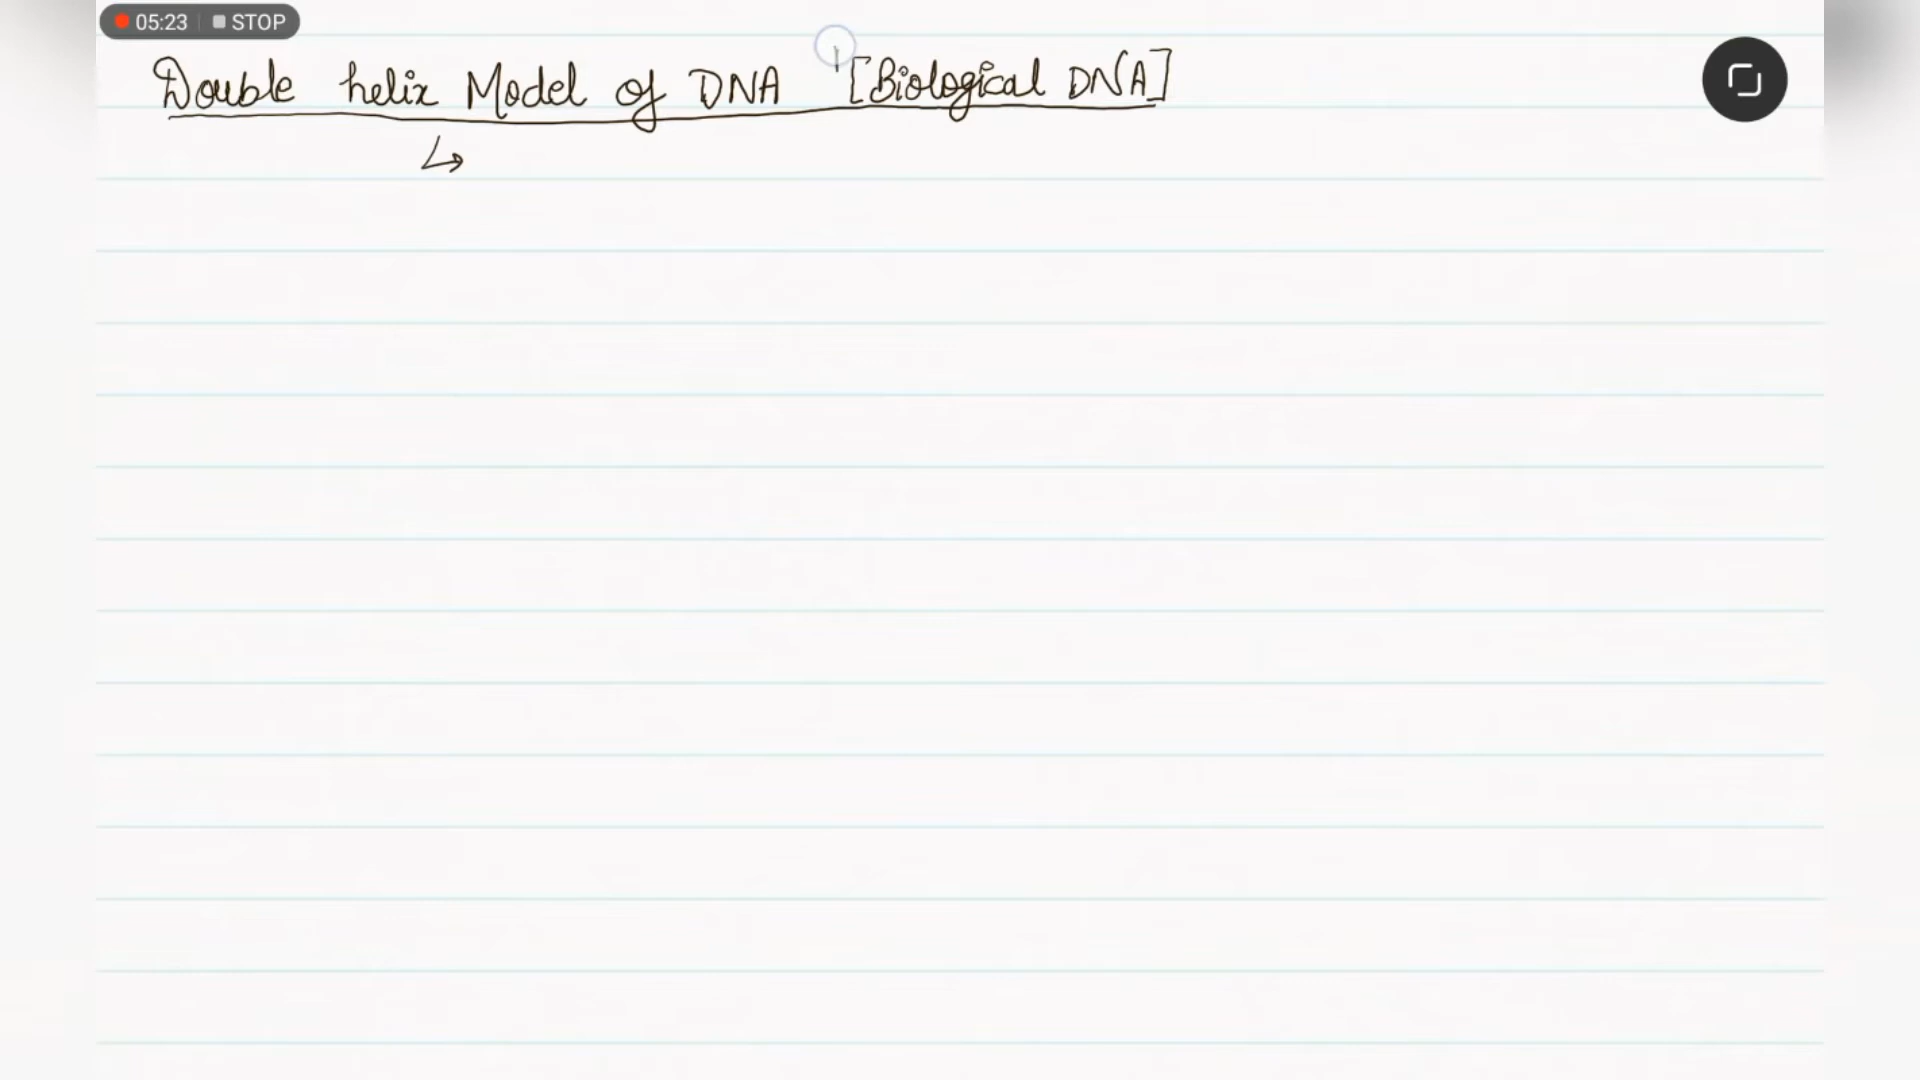 05:23 STOP
Double helix Model of DNA [Biological DNA]
↳